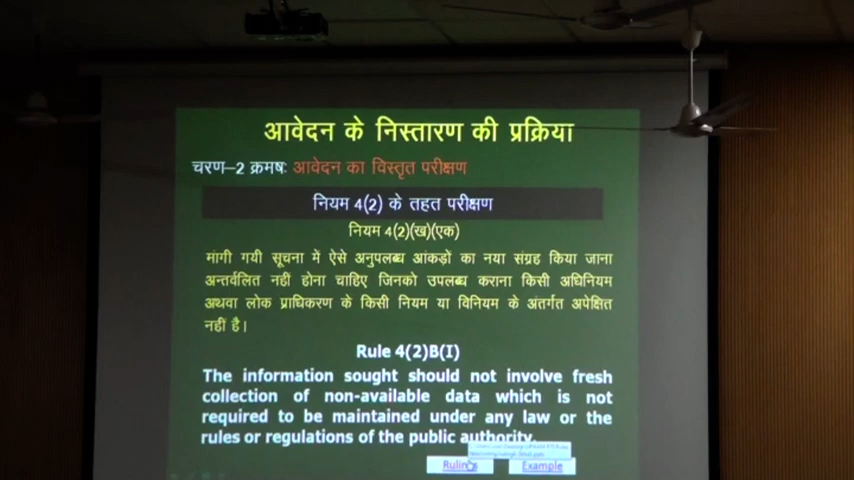 आवेदन के निस्तारण की प्रक्रिया
चरण–2 क्रमषः आवेदन का विस्तृत परीक्षण
नियम 4(2) के तहत परीक्षण
नियम 4(2)(ख)(एक)
मांगी गयी सूचना में ऐसे अनुपलब्ध आंकड़ों का नया संग्रह किया जाना
अन्तर्वलित नहीं होना चाहिए जिनको उपलब्ध कराना किसी अधिनियम
अथवा लोक प्राधिकरण के किसी नियम या विनियम के अंतर्गत अपेक्षित
नहीं है।
Rule 4(2)B(I)
The information sought should not involve fresh
collection of non-available data which is not
required to be maintained under any law or the
rules or regulations of the public authority.
Rulings Example